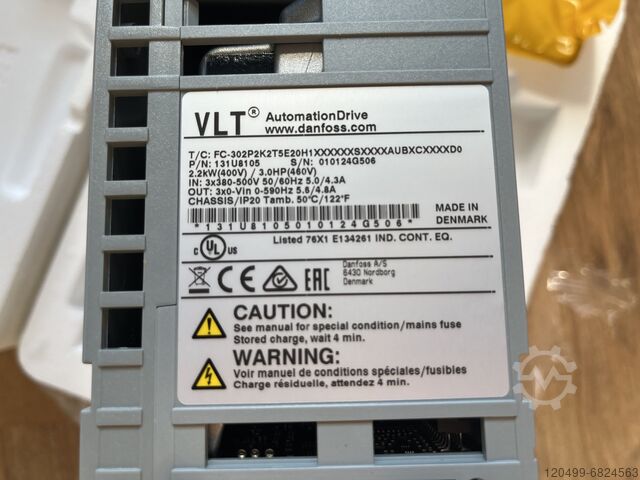 VLT® AutomationDrive
www.danfoss.com
T/C: FC-302P2K2T5E20H1XXXXXXSXXXXAUBXCXXXXD0
P/N: 131U8105 S/N: 010124G506
2.2kW(400V) / 3.0HP(460V)
IN: 3x380-500V 50/60Hz 5.0/4.3A
OUT: 3x0-Vin 0-590Hz 5.6/4.8A
CHASSIS/IP20 Tamb. 50°C/122°F
*131U8105010124G506*
MADE IN
DENMARK
c UL US
Listed 76X1 E134261 IND. CONT. EQ.
CE EAC
Danfoss A/S
6430 Nordborg
Denmark
CAUTION:
See manual for special condition/mains fuse
Stored charge, wait 4 min.
WARNING:
Voir manuel de conditions spéciales/fusibles
Charge résiduelle, attendez 4 min.
120499-6824563